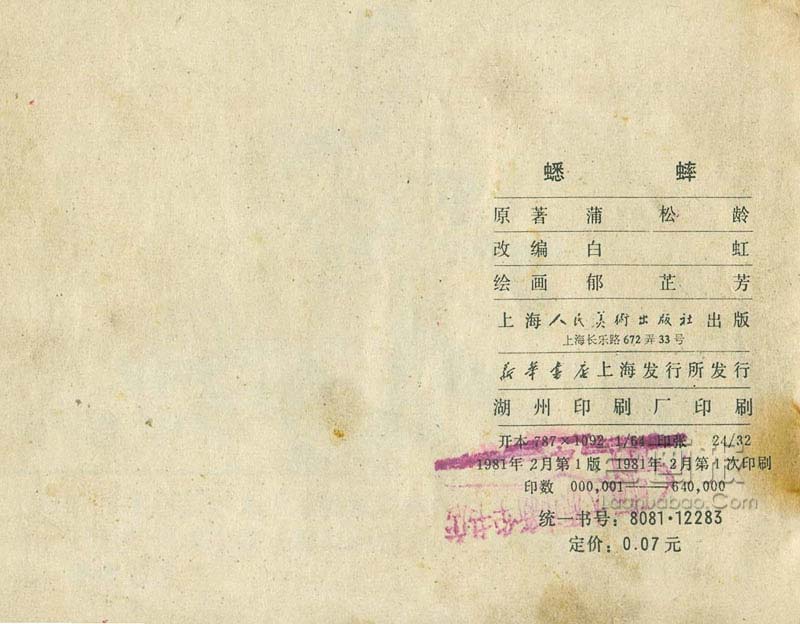 蟋蟀
原著 蒲松龄
改编 白虹
绘画 郁芷芳
上海人民美術出版社出版
上海长乐路672弄33号
新华书店上海发行所发行
湖州印刷厂印刷
开本 787×1092 1/64 印张 24/32
1981年2月第1版 1981年2月第1次印刷
印数 000,001——640,000
Laohuabao.Com
统一书号：8081·12283
定价：0.07元